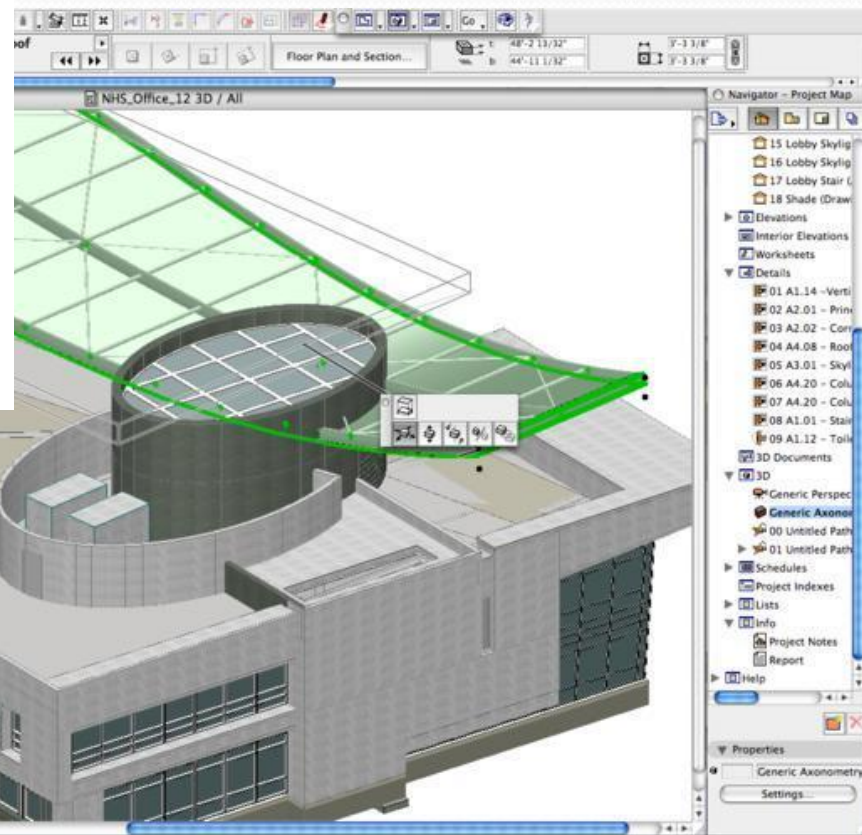 Go
oof
Floor Plan and Section...
t: 48'-2 13/32"
b: 44'-11 1/32"
3'-3 3/8"
3'-3 3/8"
NHS_Office_12 3D / All
Navigator - Project Map
15 Lobby Skylig
16 Lobby Skylig
17 Lobby Stair (
18 Shade (Draw
Elevations
Interior Elevations
Worksheets
Details
01 A1.14 -Verti
02 A2.01 - Prin
03 A2.02 - Corr
04 A4.08 - Roof
05 A3.01 - Skyl
06 A4.20 - Colu
07 A4.20 - Colu
08 A1.01 - Stair
09 A1.12 - Toile
3D Documents
3D
Generic Perspec
Generic Axonor
00 Untitled Path
01 Untitled Path
Schedules
Project Indexes
Lists
Info
Project Notes
Report
Help
Properties
Generic Axonometry
Settings...